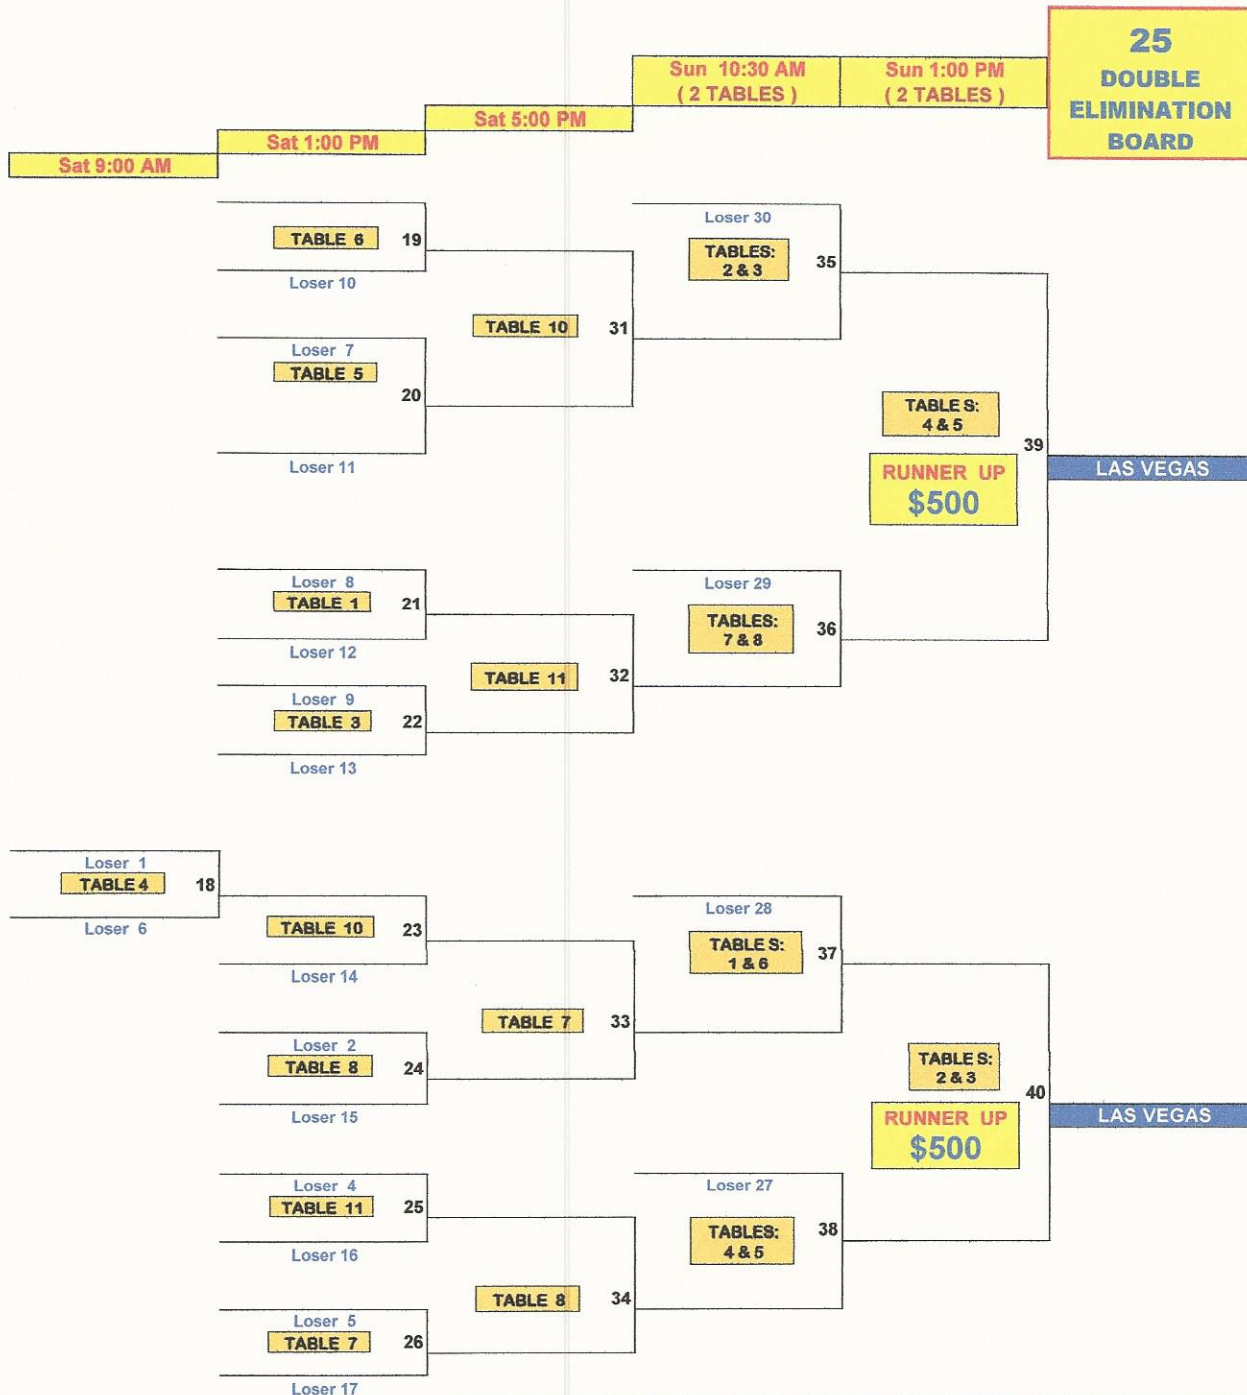 25
DOUBLE
ELIMINATION
BOARD
Sun 10:30 AM
( 2 TABLES )
Sun 1:00 PM
( 2 TABLES )
Sat 5:00 PM
Sat 1:00 PM
Sat 9:00 AM
TABLE 6 19
Loser 10
Loser 30
TABLES:
2 & 3
35
TABLE 10 31
Loser 7
TABLE 5
20
Loser 11
TABLES:
4 & 5
39
RUNNER UP
$500
LAS VEGAS
Loser 8
TABLE 1 21
Loser 12
Loser 29
TABLES:
7 & 8
36
TABLE 11 32
Loser 9
TABLE 3 22
Loser 13
Loser 1
TABLE 4 18
Loser 6
TABLE 10 23
Loser 14
Loser 28
TABLES:
1 & 6
37
TABLE 7 33
Loser 2
TABLE 8 24
Loser 15
TABLES:
2 & 3
40
RUNNER UP
$500
LAS VEGAS
Loser 4
TABLE 11 25
Loser 16
Loser 27
TABLES:
4 & 5
38
TABLE 8 34
Loser 5
TABLE 7 26
Loser 17